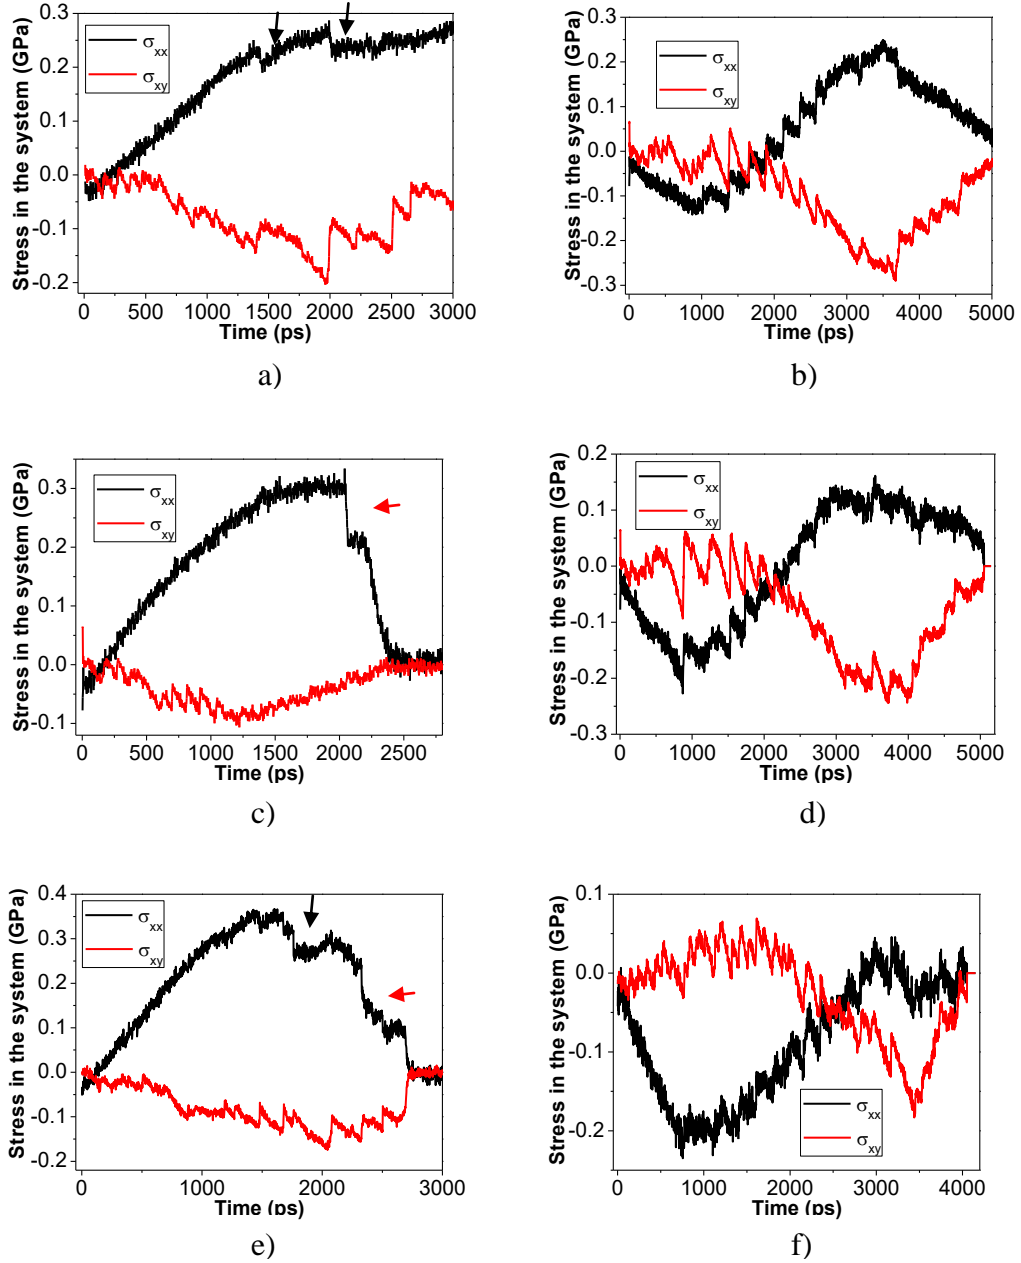 Stress in the system (GPa)
0.3
0.2
0.1
0.0
-0.1
-0.2
σxx
σxy
0 500 1000 1500 2000 2500 3000
Time (ps)
a)
Stress in the system (GPa)
0.3
0.2
0.1
0.0
-0.1
-0.2
-0.3
σxx
σxy
0 1000 2000 3000 4000 5000
Time (ps)
b)
Stress in the system (GPa)
0.3
0.2
0.1
0.0
-0.1
σxx
σxy
0 500 1000 1500 2000 2500
Time (ps)
c)
Stress in the system (GPa)
0.2
0.1
0.0
-0.1
-0.2
-0.3
σxx
σxy
0 1000 2000 3000 4000 5000
Time (ps)
d)
Stress in the system (GPa)
0.4
0.3
0.2
0.1
0.0
-0.1
-0.2
σxx
σxy
0 1000 2000 3000
Time (ps)
e)
Stress in the system (GPa)
0.1
0.0
-0.1
-0.2
σxx
σxy
0 1000 2000 3000 4000
Time (ps)
f)